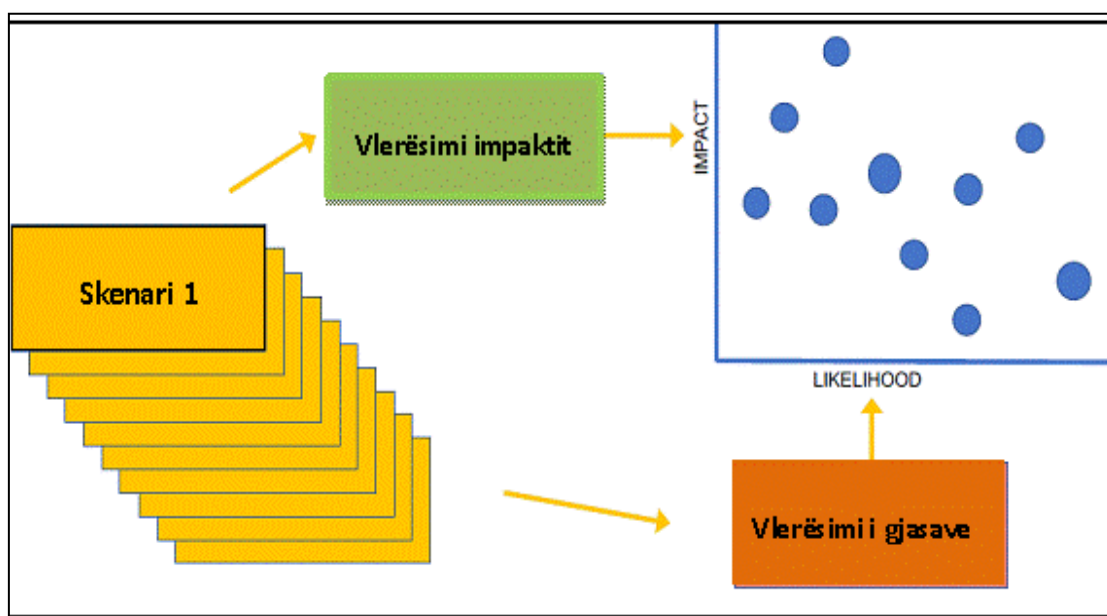 Vlerësimi impaktit
IMPACT
Skenari 1
LIKELIHOOD
Vlerësimi i gjasave